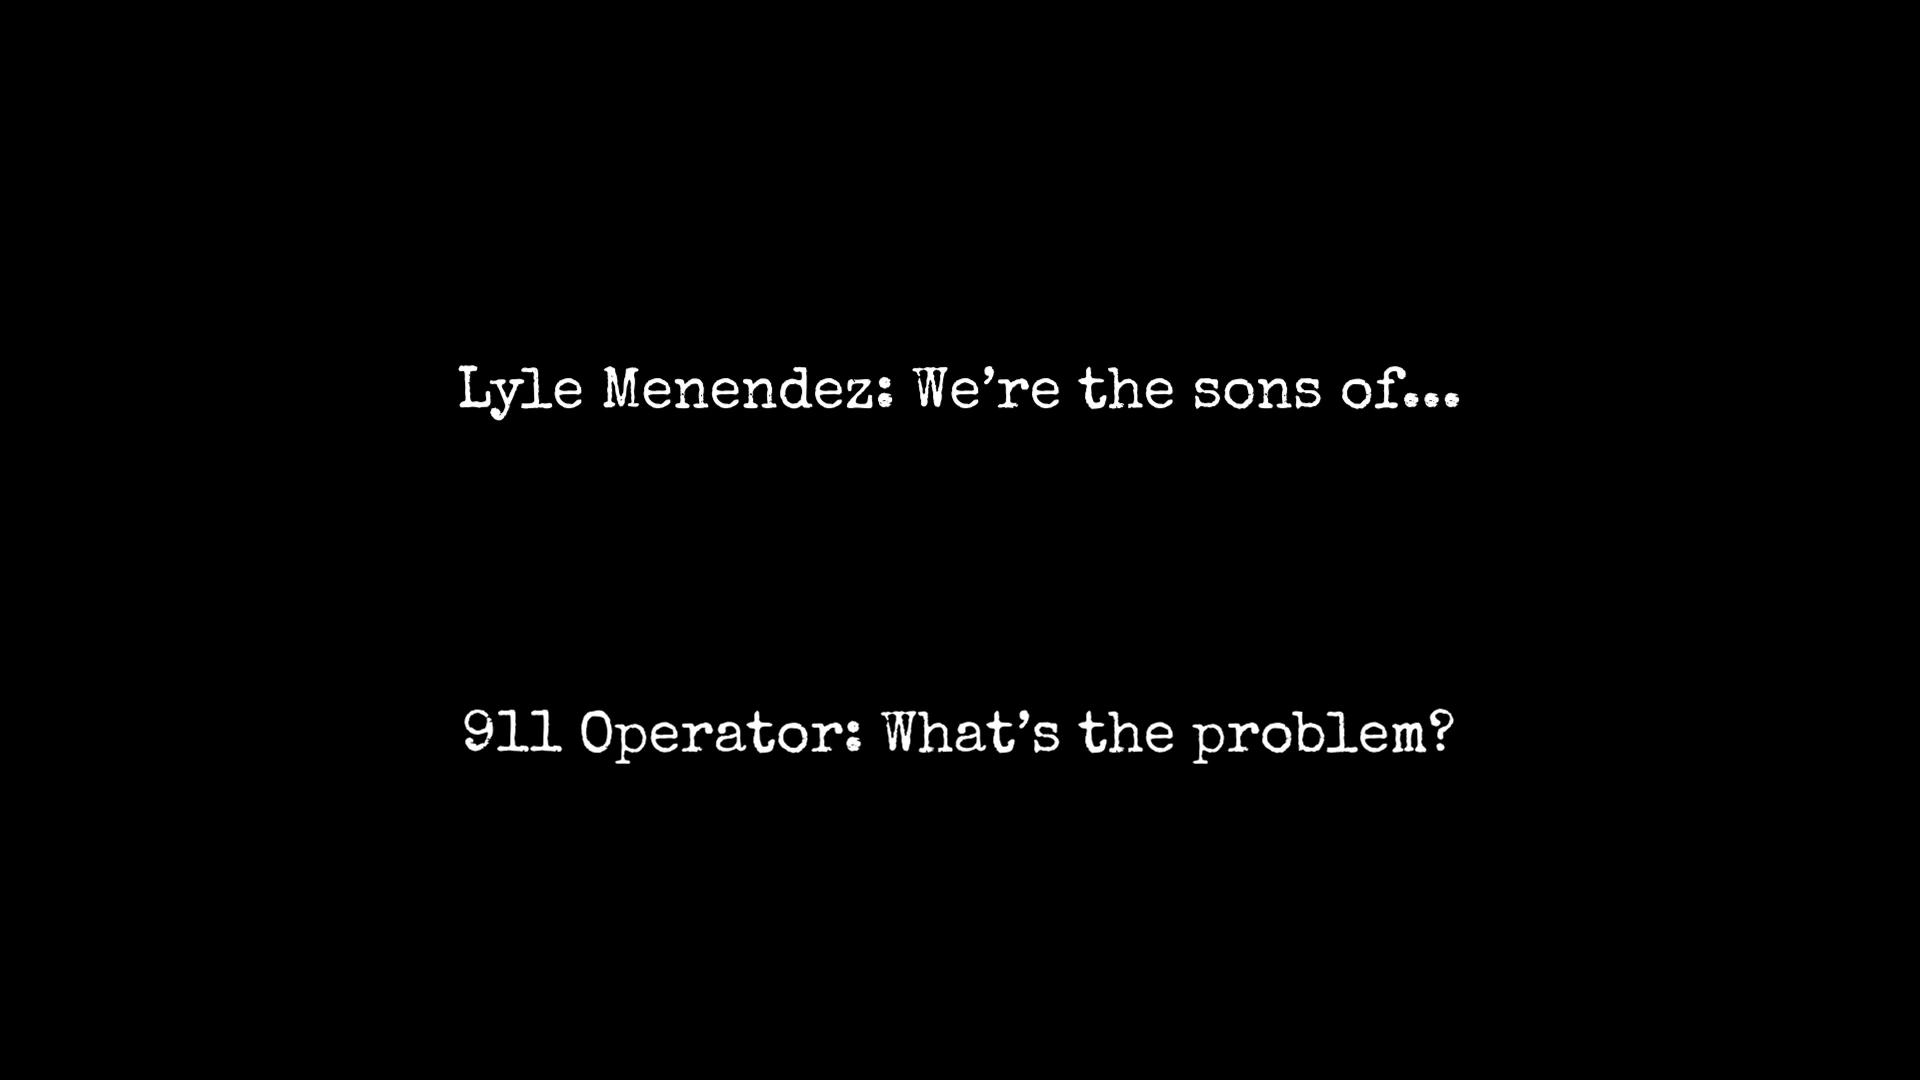 Lyle Menendez: We’re the sons of...
911 Operator: What’s the problem?